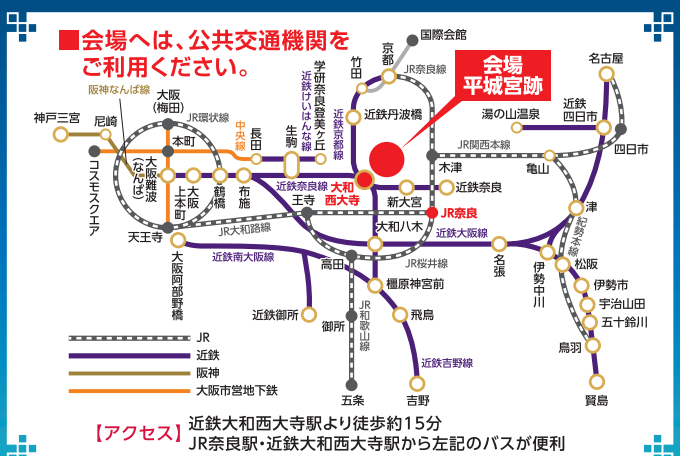 ■会場へは、公共交通機関を
ご利用ください。
国際会館
京都
竹田
JR奈良線
会場
平城宮跡
名古屋
阪神なんば線
大阪
(梅田)
JR環状線
中央線
長田
生駒
学研奈良登美ヶ丘
近鉄けいはんな線
近鉄京都線
近鉄丹波橋
湯の山温泉
近鉄
四日市
神戸三宮
尼崎
本町
JR関西本線
四日市
コスモスクエア
大阪難波
(なんば)
大阪
上本町
鶴橋
布施
近鉄奈良線
大和
西大寺
新大宮
近鉄奈良
木津
亀山
王寺
JR奈良
津
天王寺
JR大和路線
大和八木
近鉄大阪線
紀勢本線
大阪阿部野橋
近鉄南大阪線
高田
JR桜井線
名張
伊勢中川
松阪
橿原神宮前
伊勢市
宇治山田
近鉄御所
御所
JR和歌山線
飛鳥
五十鈴川
鳥羽
JR
近鉄
近鉄吉野線
阪神
大阪市営地下鉄
五条
吉野
賢島
【アクセス】
近鉄大和西大寺駅より徒歩約15分
JR奈良駅・近鉄大和西大寺駅から左記のバスが便利